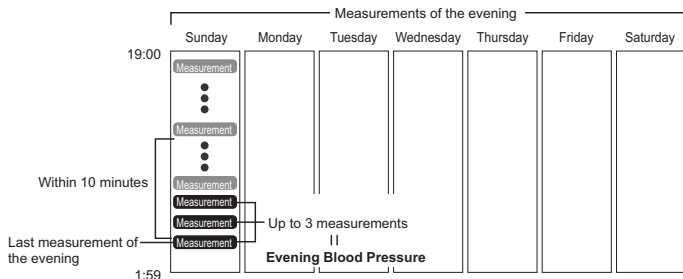 Measurements of the evening
Sunday Monday Tuesday Wednesday Thursday Friday Saturday
19:00
Measurement
Measurement
Within 10 minutes
Measurement
Measurement
Measurement
Up to 3 measurements
Last measurement of
the evening
Measurement
Evening Blood Pressure
1:59